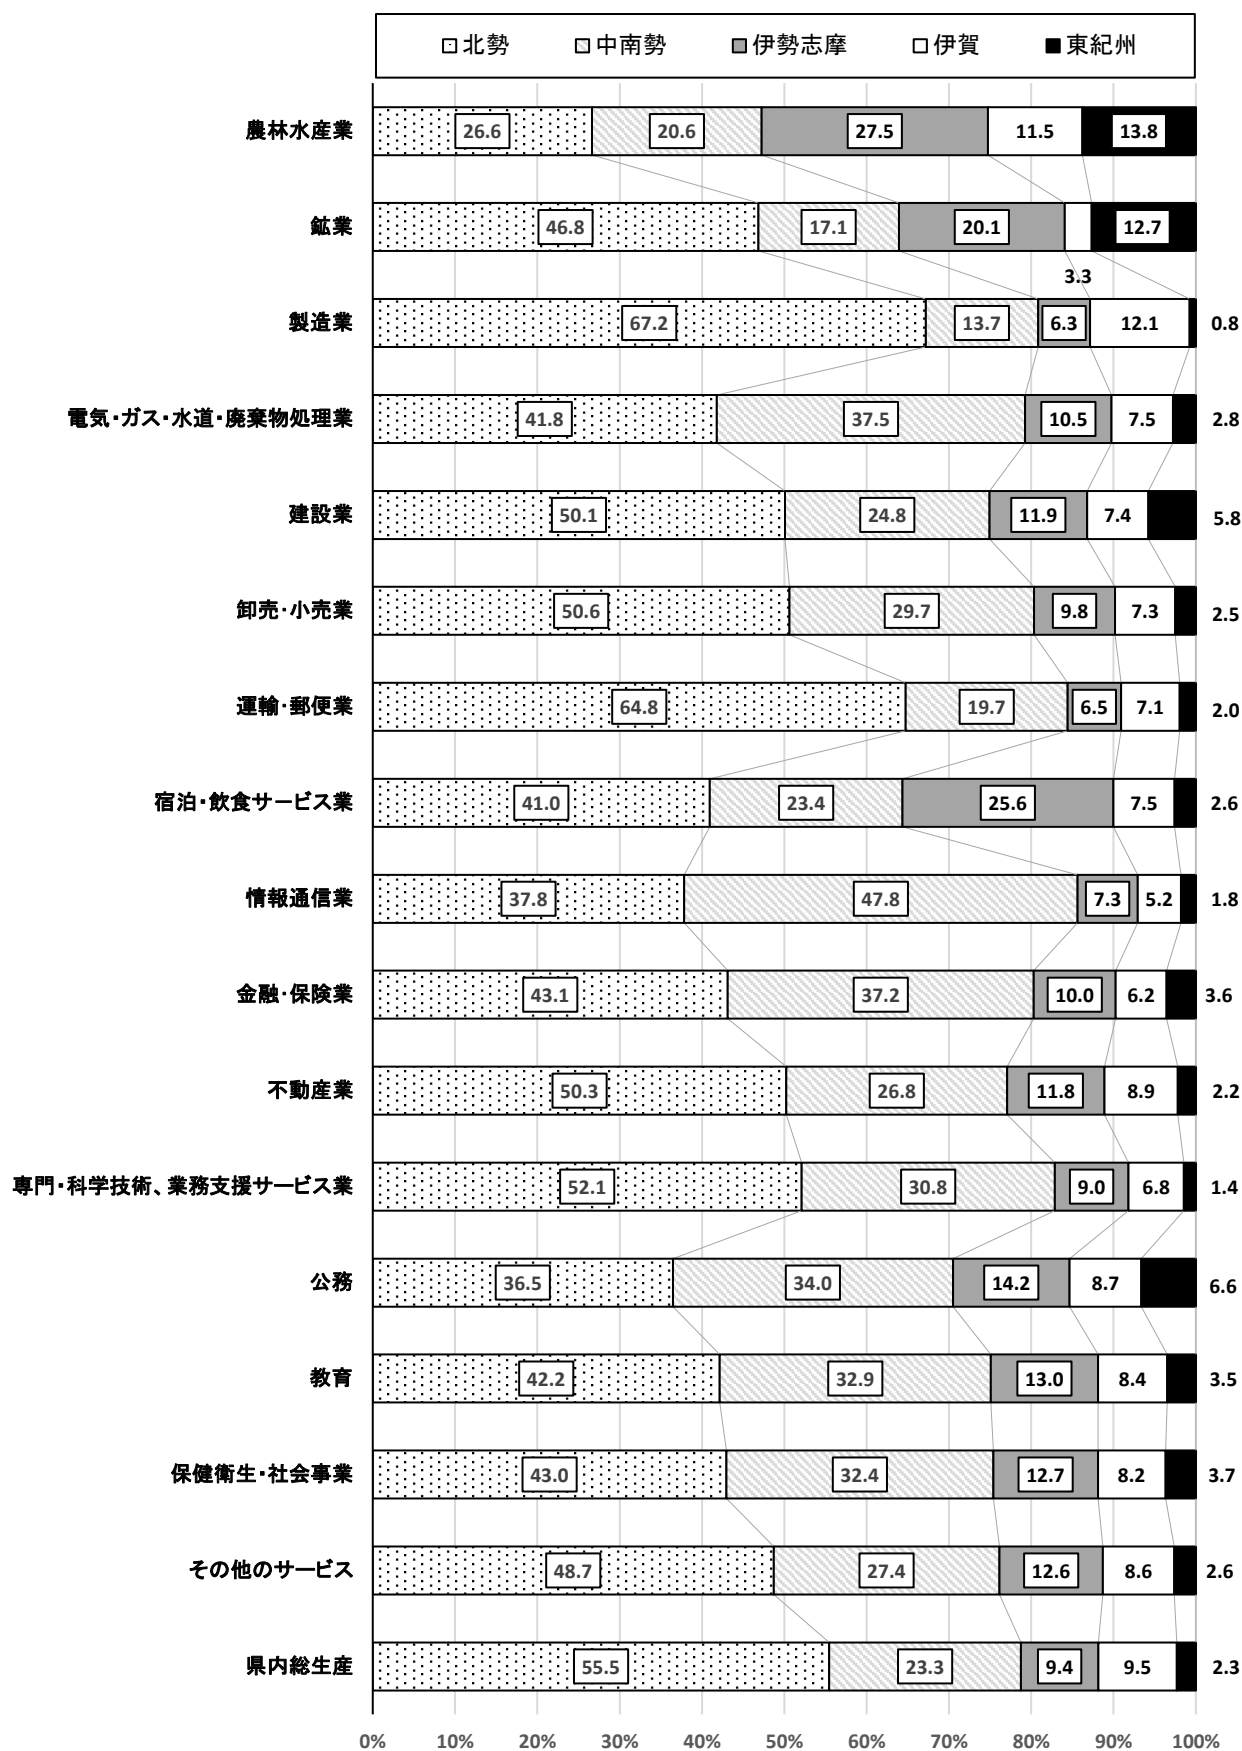 北勢 中南勢 伊勢志摩 伊賀 東紀州
農林水産業 26.6 20.6 27.5 11.5 13.8
鉱業 46.8 17.1 20.1 12.7
3.3
製造業 67.2 13.7 6.3 12.1 0.8
電気・ガス・水道・廃棄物処理業 41.8 37.5 10.5 7.5 2.8
建設業 50.1 24.8 11.9 7.4 5.8
卸売・小売業 50.6 29.7 9.8 7.3 2.5
運輸・郵便業 64.8 19.7 6.5 7.1 2.0
宿泊・飲食サービス業 41.0 23.4 25.6 7.5 2.6
情報通信業 37.8 47.8 7.3 5.2 1.8
金融・保険業 43.1 37.2 10.0 6.2 3.6
不動産業 50.3 26.8 11.8 8.9 2.2
専門・科学技術、業務支援サービス業 52.1 30.8 9.0 6.8 1.4
公務 36.5 34.0 14.2 8.7 6.6
教育 42.2 32.9 13.0 8.4 3.5
保健衛生・社会事業 43.0 32.4 12.7 8.2 3.7
その他のサービス 48.7 27.4 12.6 8.6 2.6
県内総生産 55.5 23.3 9.4 9.5 2.3
0% 10% 20% 30% 40% 50% 60% 70% 80% 90% 100%